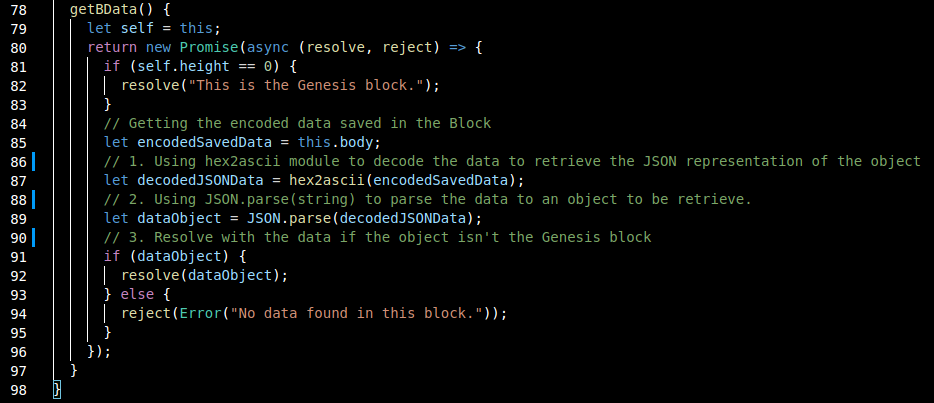 78 getBData() {
79 let self = this;
80 return new Promise(async (resolve, reject) => {
81 if (self.height == 0) {
82 resolve("This is the Genesis block.");
83 }
84 // Getting the encoded data saved in the Block
85 let encodedSavedData = this.body;
86 // 1. Using hex2ascii module to decode the data to retrieve the JSON representation of the object
87 let decodedJSONData = hex2ascii(encodedSavedData);
88 // 2. Using JSON.parse(string) to parse the data to an object to be retrieve.
89 let dataObject = JSON.parse(decodedJSONData);
90 // 3. Resolve with the data if the object isn't the Genesis block
91 if (dataObject) {
92 resolve(dataObject);
93 } else {
94 reject(Error("No data found in this block."));
95 }
96 });
97 }
98 }